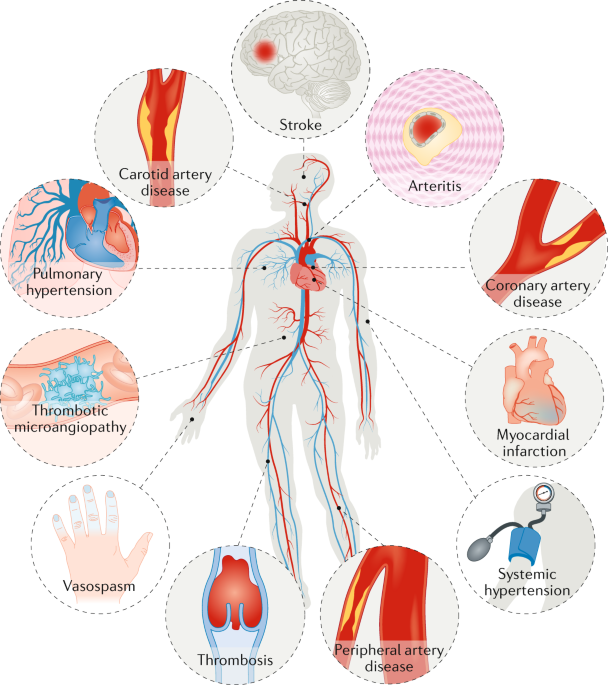 Stroke
Carotid artery
disease
Arteritis
Pulmonary
hypertension
Coronary artery
disease
Thrombotic
microangiopathy
Myocardial
infarction
Vasospasm
Systemic
hypertension
Thrombosis
Peripheral artery
disease